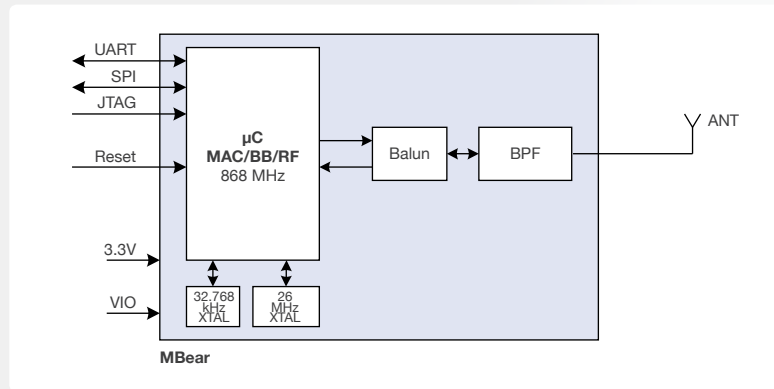 UART
SPI
JTAG
Reset
3.3V
VIO
µC
MAC/BB/RF
868 MHz
Balun
BPF
ANT
32.768
kHz
XTAL
26
MHz
XTAL
MBear